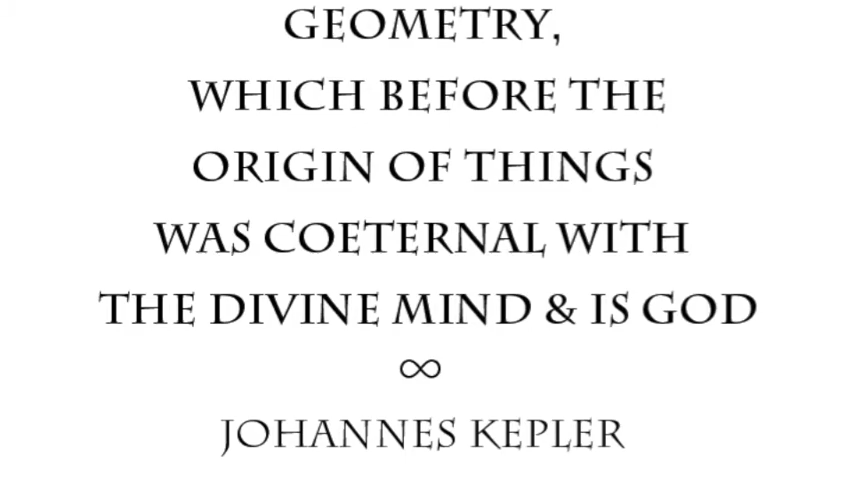 GEOMETRY,
WHICH BEFORE THE
ORIGIN OF THINGS
WAS COETERNAL WITH
THE DIVINE MIND & IS GOD
∞
JOHANNES KEPLER